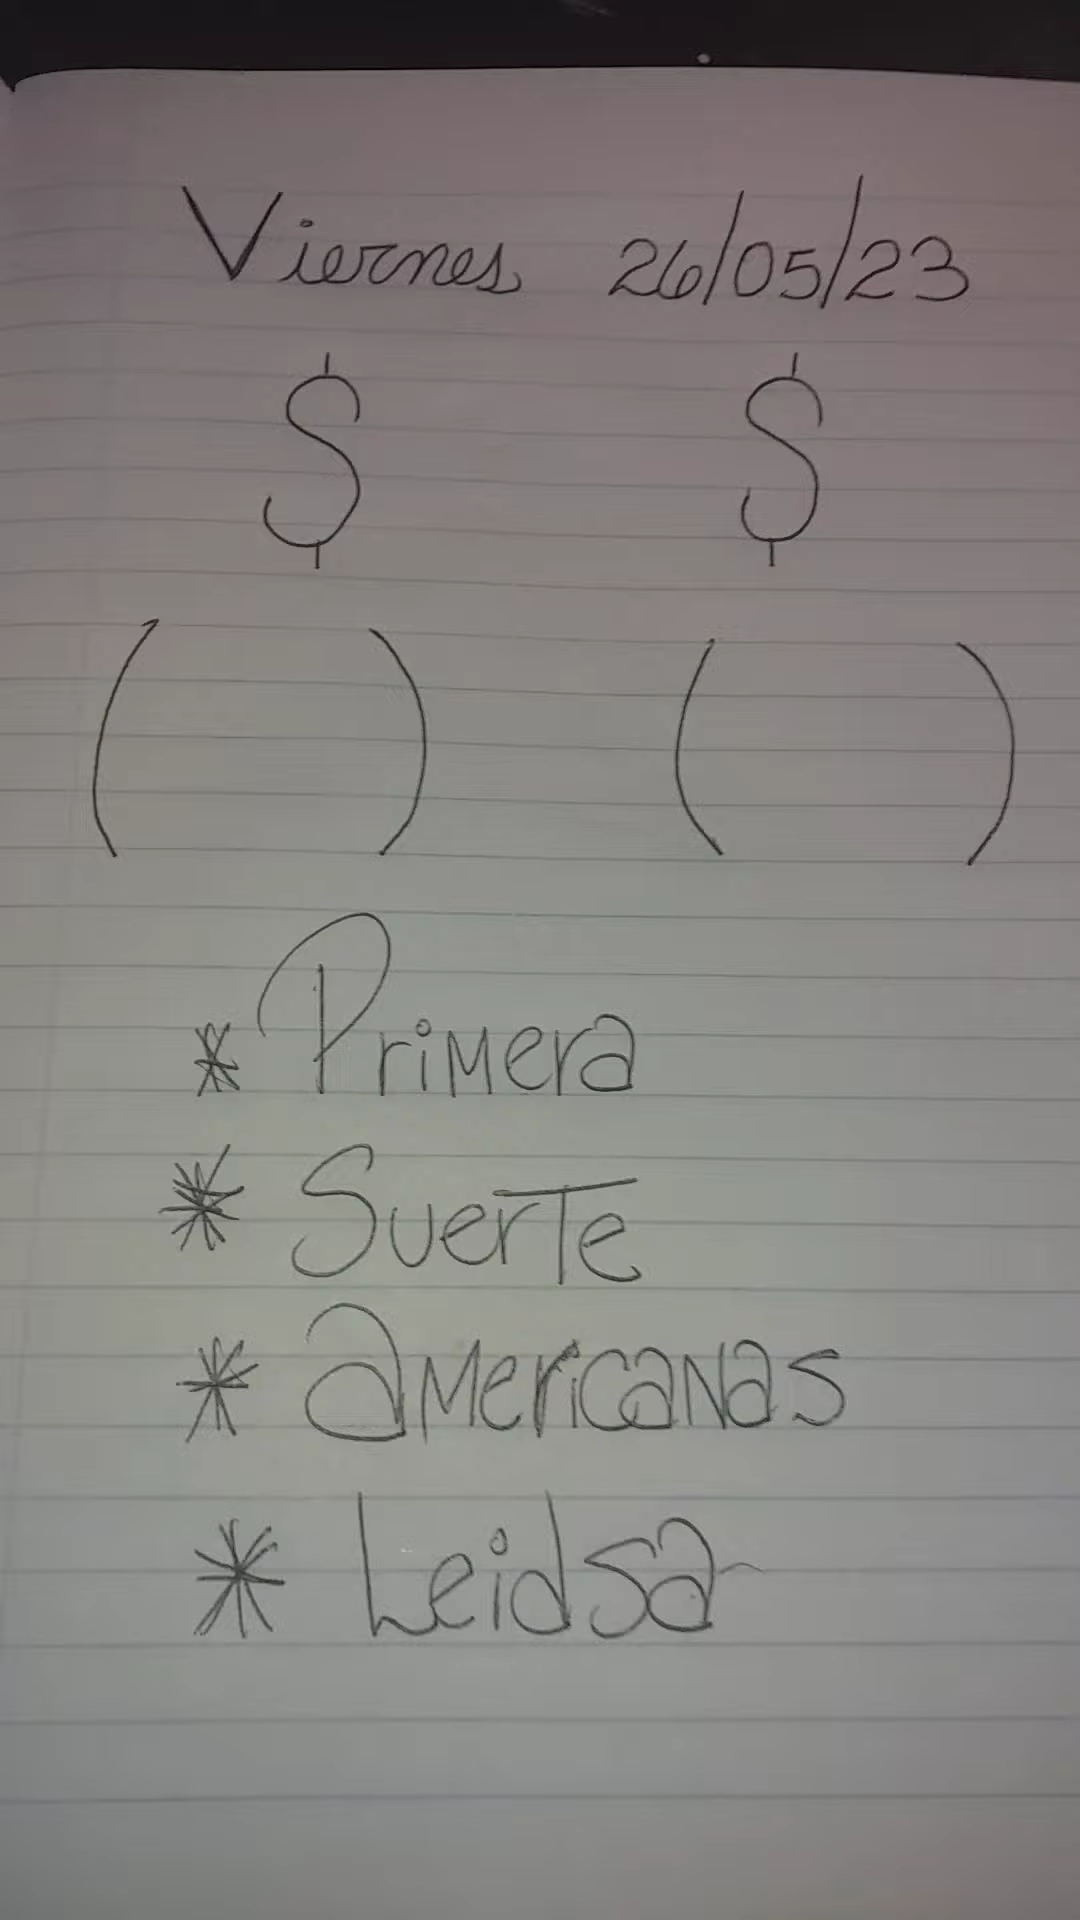 Viernes 26/05/23
$ $
( ) ( )
* Primera
* Suerte
* Americanas
* Leidsa